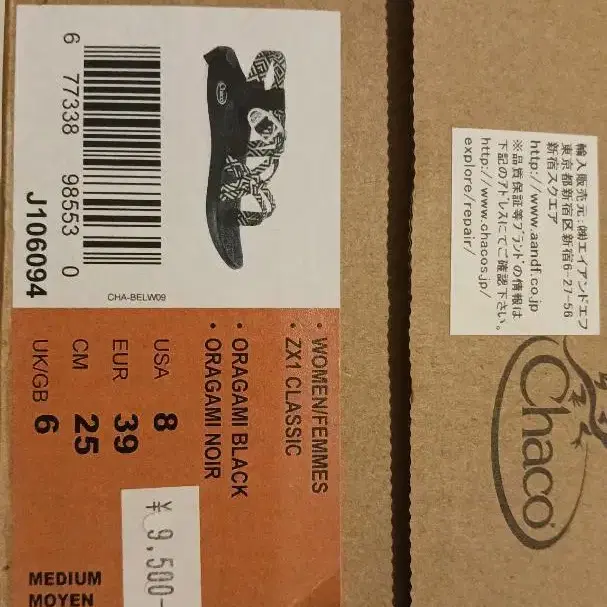 6 77338 98553 0
J106094
Chaco
CHA-BELW09
• WOMEN/FEMMES
• ZX1 CLASSIC
• ORAGAMI BLACK
• ORAGAMI NOIR
USA 8
EUR 39
CM 25
UK/GB 6
¥9,500-
MEDIUM
MOYEN
輸入販売元:㈱エイアンドエフ
東京都新宿区新宿6-27-56
新宿スクエア
http://www.aandf.co.jp
※品質保証等ブランドの情報は
下記のアドレスにてご確認下さい。
http://www.chacos.jp/
explore/repair/
Chaco